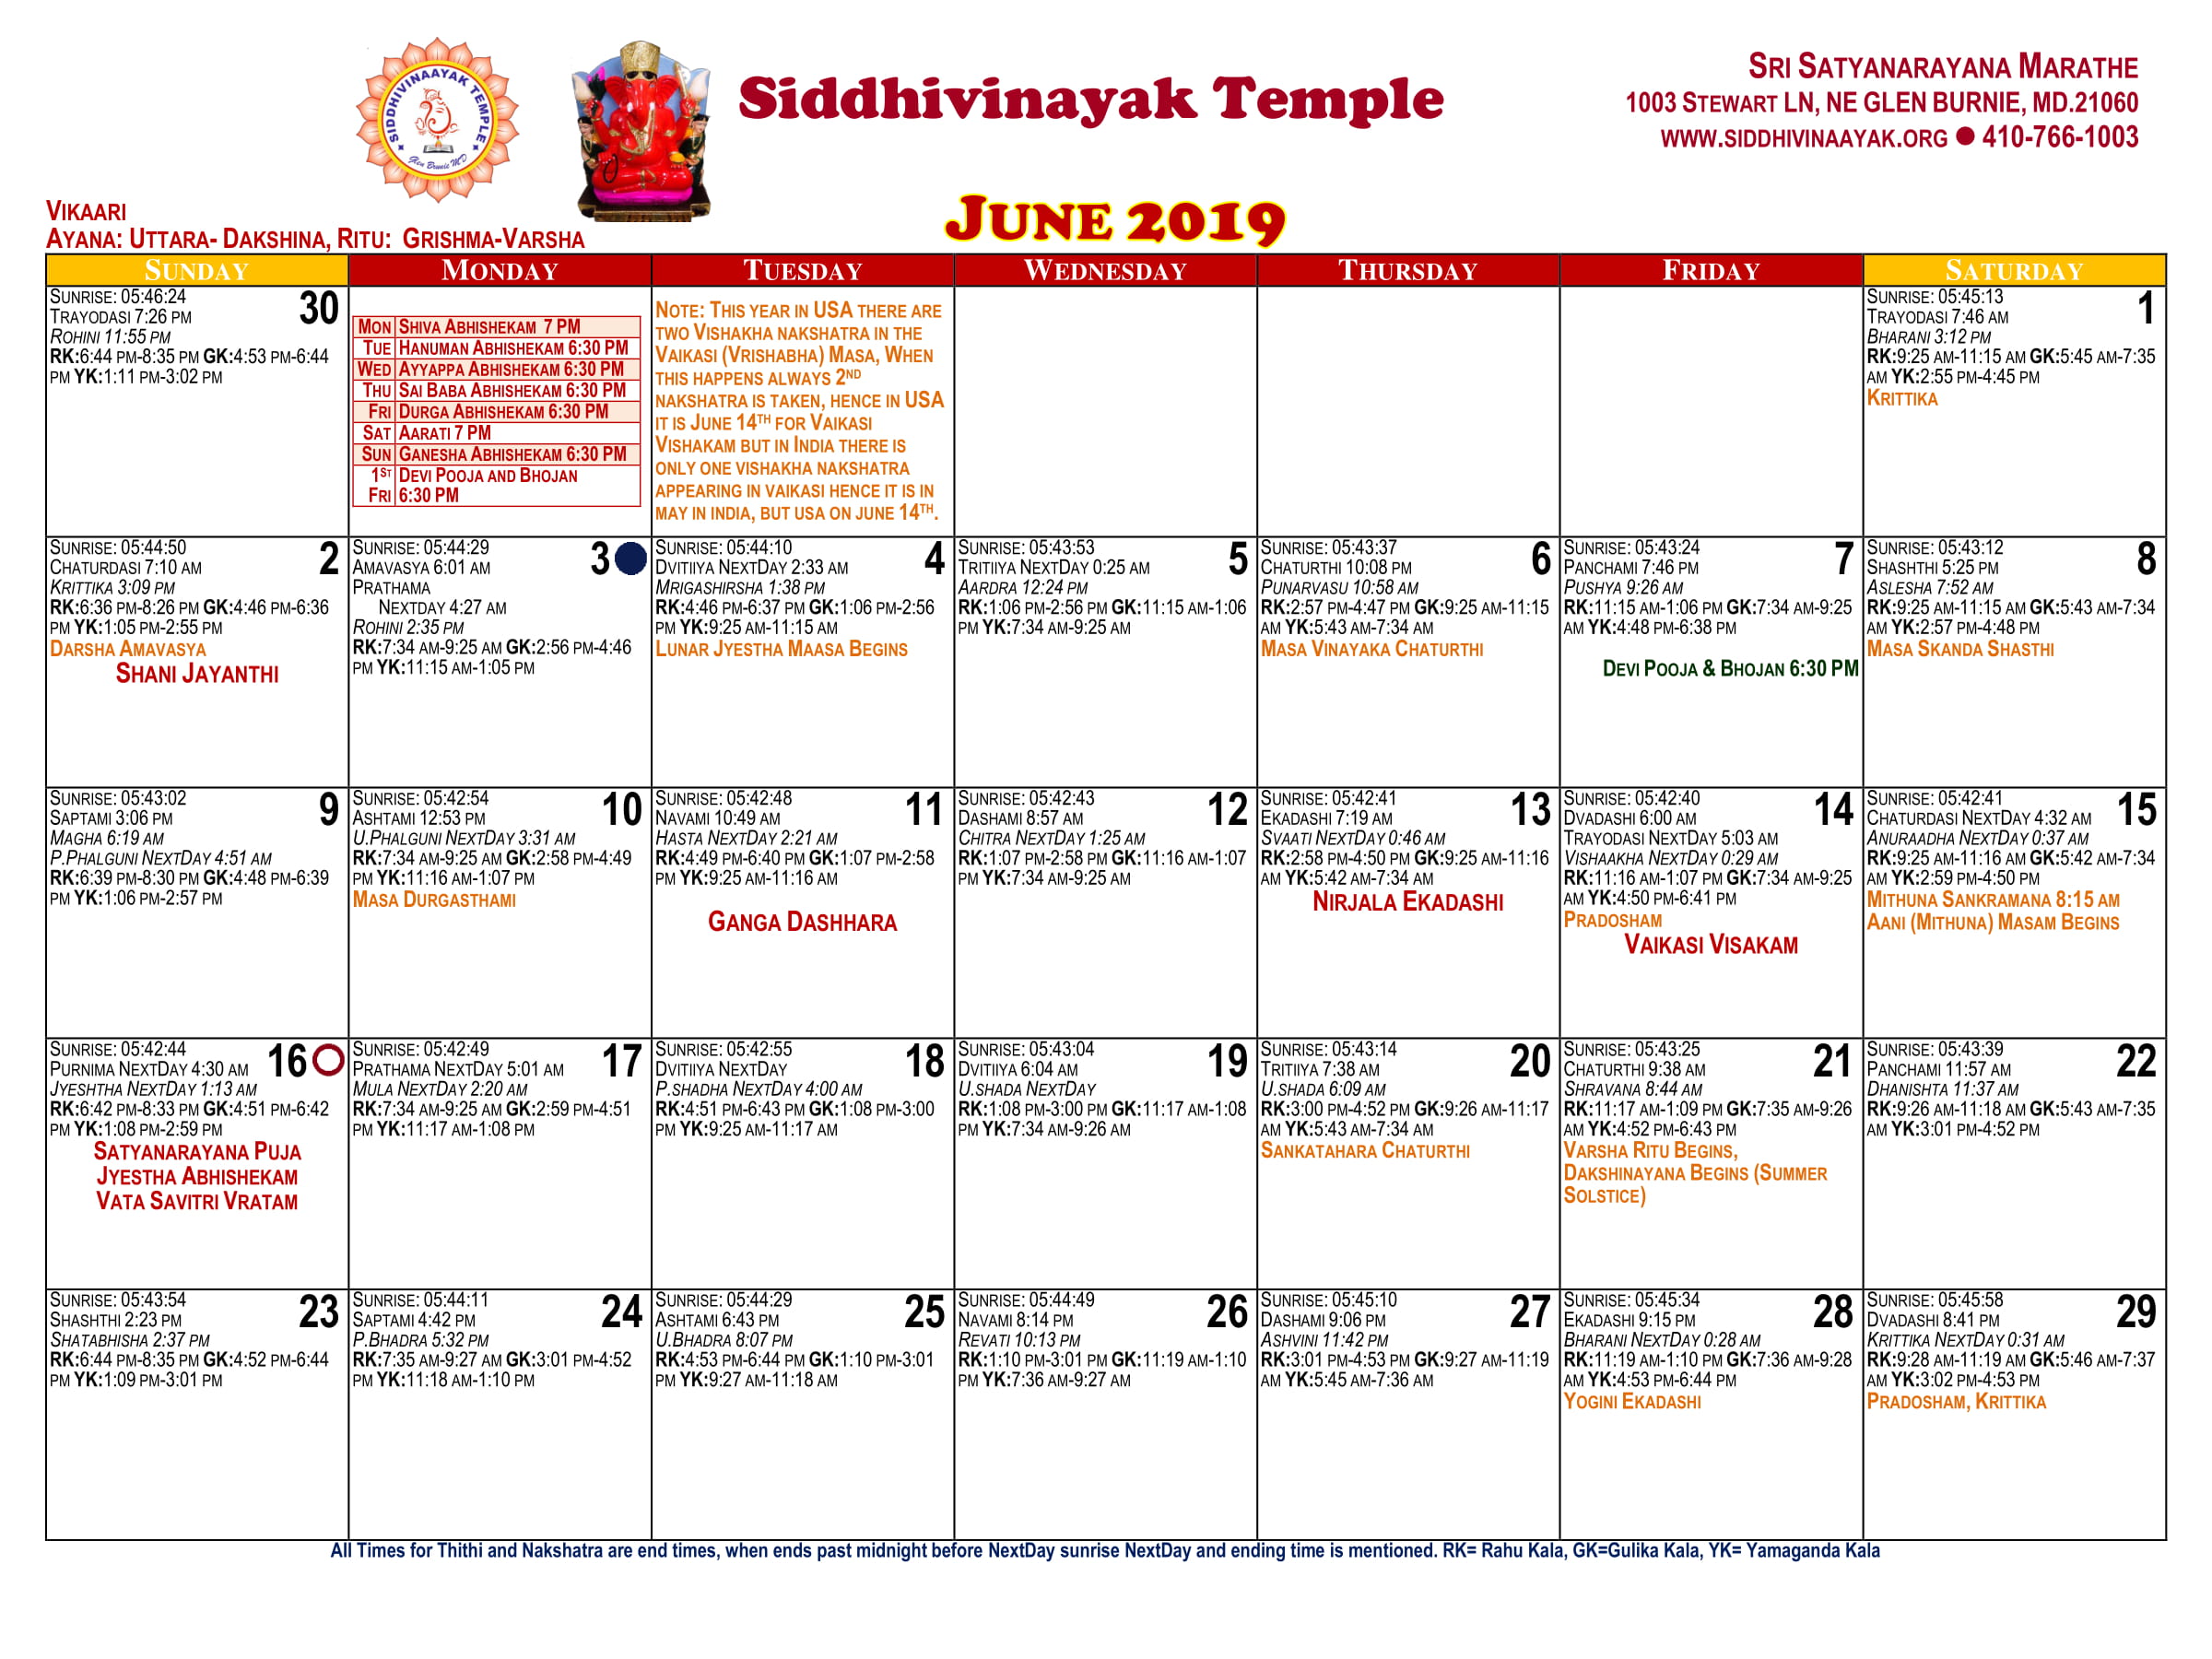 SIDDHIVINAAYAK TEMPLE
Glen Burnie MD
Siddhivinayak Temple
SRI SATYANARAYANA MARATHE
1003 STEWART LN, NE GLEN BURNIE, MD.21060
WWW.SIDDHIVINAAYAK.ORG ● 410-766-1003
VIKAARI
AYANA: UTTARA- DAKSHINA, RITU: GRISHMA-VARSHA
JUNE 2019
SUNDAY MONDAY TUESDAY WEDNESDAY THURSDAY FRIDAY SATURDAY
30
SUNRISE: 05:46:24
TRAYODASI 7:26 PM
ROHINI 11:55 PM
RK:6:44 PM-8:35 PM GK:4:53 PM-6:44
PM YK:1:11 PM-3:02 PM
MON SHIVA ABHISHEKAM 7 PM
TUE HANUMAN ABHISHEKAM 6:30 PM
WED AYYAPPA ABHISHEKAM 6:30 PM
THU SAI BABA ABHISHEKAM 6:30 PM
FRI DURGA ABHISHEKAM 6:30 PM
SAT AARATI 7 PM
SUN GANESHA ABHISHEKAM 6:30 PM
1ST DEVI POOJA AND BHOJAN
FRI 6:30 PM
NOTE: THIS YEAR IN USA THERE ARE
TWO VISHAKHA NAKSHATRA IN THE
VAIKASI (VRISHABHA) MASA, WHEN
THIS HAPPENS ALWAYS 2ND
NAKSHATRA IS TAKEN, HENCE IN USA
IT IS JUNE 14TH FOR VAIKASI
VISHAKAM BUT IN INDIA THERE IS
ONLY ONE VISHAKHA NAKSHATRA
APPEARING IN VAIKASI HENCE IT IS IN
MAY IN INDIA, BUT USA ON JUNE 14TH.
1
SUNRISE: 05:45:13
TRAYODASI 7:46 AM
BHARANI 3:12 PM
RK:9:25 AM-11:15 AM GK:5:45 AM-7:35
AM YK:2:55 PM-4:45 PM
KRITTIKA
2
SUNRISE: 05:44:50
CHATURDASI 7:10 AM
KRITTIKA 3:09 PM
RK:6:36 PM-8:26 PM GK:4:46 PM-6:36
PM YK:1:05 PM-2:55 PM
DARSHA AMAVASYA
SHANI JAYANTHI
3
SUNRISE: 05:44:29
AMAVASYA 6:01 AM
PRATHAMA
NEXTDAY 4:27 AM
ROHINI 2:35 PM
RK:7:34 AM-9:25 AM GK:2:56 PM-4:46
PM YK:11:15 AM-1:05 PM
4
SUNRISE: 05:44:10
DVITIIYA NEXTDAY 2:33 AM
MRIGASHIRSHA 1:38 PM
RK:4:46 PM-6:37 PM GK:1:06 PM-2:56
PM YK:9:25 AM-11:15 AM
LUNAR JYESTHA MAASA BEGINS
5
SUNRISE: 05:43:53
TRITIIYA NEXTDAY 0:25 AM
AARDRA 12:24 PM
RK:1:06 PM-2:56 PM GK:11:15 AM-1:06
PM YK:7:34 AM-9:25 AM
6
SUNRISE: 05:43:37
CHATURTHI 10:08 PM
PUNARVASU 10:58 AM
RK:2:57 PM-4:47 PM GK:9:25 AM-11:15
AM YK:5:43 AM-7:34 AM
MASA VINAYAKA CHATURTHI
7
SUNRISE: 05:43:24
PANCHAMI 7:46 PM
PUSHYA 9:26 AM
RK:11:15 AM-1:06 PM GK:7:34 AM-9:25
AM YK:4:48 PM-6:38 PM
DEVI POOJA & BHOJAN 6:30 PM
8
SUNRISE: 05:43:12
SHASHTHI 5:25 PM
ASLESHA 7:52 AM
RK:9:25 AM-11:15 AM GK:5:43 AM-7:34
AM YK:2:57 PM-4:48 PM
MASA SKANDA SHASTHI
9
SUNRISE: 05:43:02
SAPTAMI 3:06 PM
MAGHA 6:19 AM
P.PHALGUNI NEXTDAY 4:51 AM
RK:6:39 PM-8:30 PM GK:4:48 PM-6:39
PM YK:1:06 PM-2:57 PM
10
SUNRISE: 05:42:54
ASHTAMI 12:53 PM
U.PHALGUNI NEXTDAY 3:31 AM
RK:7:34 AM-9:25 AM GK:2:58 PM-4:49
PM YK:11:16 AM-1:07 PM
MASA DURGASTHAMI
11
SUNRISE: 05:42:48
NAVAMI 10:49 AM
HASTA NEXTDAY 2:21 AM
RK:4:49 PM-6:40 PM GK:1:07 PM-2:58
PM YK:9:25 AM-11:16 AM
GANGA DASHHARA
12
SUNRISE: 05:42:43
DASHAMI 8:57 AM
CHITRA NEXTDAY 1:25 AM
RK:1:07 PM-2:58 PM GK:11:16 AM-1:07
PM YK:7:34 AM-9:25 AM
13
SUNRISE: 05:42:41
EKADASHI 7:19 AM
SVAATI NEXTDAY 0:46 AM
RK:2:58 PM-4:50 PM GK:9:25 AM-11:16
AM YK:5:42 AM-7:34 AM
NIRJALA EKADASHI
14
SUNRISE: 05:42:40
DVADASHI 6:00 AM
TRAYODASI NEXTDAY 5:03 AM
VISHAAKHA NEXTDAY 0:29 AM
RK:11:16 AM-1:07 PM GK:7:34 AM-9:25
AM YK:4:50 PM-6:41 PM
PRADOSHAM
VAIKASI VISAKAM
15
SUNRISE: 05:42:41
CHATURDASI NEXTDAY 4:32 AM
ANURAADHA NEXTDAY 0:37 AM
RK:9:25 AM-11:16 AM GK:5:42 AM-7:34
AM YK:2:59 PM-4:50 PM
MITHUNA SANKRAMANA 8:15 AM
AANI (MITHUNA) MASAM BEGINS
16
SUNRISE: 05:42:44
PURNIMA NEXTDAY 4:30 AM
JYESHTHA NEXTDAY 1:13 AM
RK:6:42 PM-8:33 PM GK:4:51 PM-6:42
PM YK:1:08 PM-2:59 PM
SATYANARAYANA PUJA
JYESTHA ABHISHEKAM
VATA SAVITRI VRATAM
17
SUNRISE: 05:42:49
PRATHAMA NEXTDAY 5:01 AM
MULA NEXTDAY 2:20 AM
RK:7:34 AM-9:25 AM GK:2:59 PM-4:51
PM YK:11:17 AM-1:08 PM
18
SUNRISE: 05:42:55
DVITIIYA NEXTDAY
P.SHADHA NEXTDAY 4:00 AM
RK:4:51 PM-6:43 PM GK:1:08 PM-3:00
PM YK:9:25 AM-11:17 AM
19
SUNRISE: 05:43:04
DVITIIYA 6:04 AM
U.SHADA NEXTDAY
RK:1:08 PM-3:00 PM GK:11:17 AM-1:08
PM YK:7:34 AM-9:26 AM
20
SUNRISE: 05:43:14
TRITIIYA 7:38 AM
U.SHADA 6:09 AM
RK:3:00 PM-4:52 PM GK:9:26 AM-11:17
AM YK:5:43 AM-7:34 AM
SANKATAHARA CHATURTHI
21
SUNRISE: 05:43:25
CHATURTHI 9:38 AM
SHRAVANA 8:44 AM
RK:11:17 AM-1:09 PM GK:7:35 AM-9:26
AM YK:4:52 PM-6:43 PM
VARSHA RITU BEGINS,
DAKSHINAYANA BEGINS (SUMMER
SOLSTICE)
22
SUNRISE: 05:43:39
PANCHAMI 11:57 AM
DHANISHTA 11:37 AM
RK:9:26 AM-11:18 AM GK:5:43 AM-7:35
AM YK:3:01 PM-4:52 PM
23
SUNRISE: 05:43:54
SHASHTHI 2:23 PM
SHATABHISHA 2:37 PM
RK:6:44 PM-8:35 PM GK:4:52 PM-6:44
PM YK:1:09 PM-3:01 PM
24
SUNRISE: 05:44:11
SAPTAMI 4:42 PM
P.BHADRA 5:32 PM
RK:7:35 AM-9:27 AM GK:3:01 PM-4:52
PM YK:11:18 AM-1:10 PM
25
SUNRISE: 05:44:29
ASHTAMI 6:43 PM
U.BHADRA 8:07 PM
RK:4:53 PM-6:44 PM GK:1:10 PM-3:01
PM YK:9:27 AM-11:18 AM
26
SUNRISE: 05:44:49
NAVAMI 8:14 PM
REVATI 10:13 PM
RK:1:10 PM-3:01 PM GK:11:19 AM-1:10
PM YK:7:36 AM-9:27 AM
27
SUNRISE: 05:45:10
DASHAMI 9:06 PM
ASHVINI 11:42 PM
RK:3:01 PM-4:53 PM GK:9:27 AM-11:19
AM YK:5:45 AM-7:36 AM
28
SUNRISE: 05:45:34
EKADASHI 9:15 PM
BHARANI NEXTDAY 0:28 AM
RK:11:19 AM-1:10 PM GK:7:36 AM-9:28
AM YK:4:53 PM-6:44 PM
YOGINI EKADASHI
29
SUNRISE: 05:45:58
DVADASHI 8:41 PM
KRITTIKA NEXTDAY 0:31 AM
RK:9:28 AM-11:19 AM GK:5:46 AM-7:37
AM YK:3:02 PM-4:53 PM
PRADOSHAM, KRITTIKA
All Times for Thithi and Nakshatra are end times, when ends past midnight before NextDay sunrise NextDay and ending time is mentioned. RK= Rahu Kala, GK=Gulika Kala, YK= Yamaganda Kala